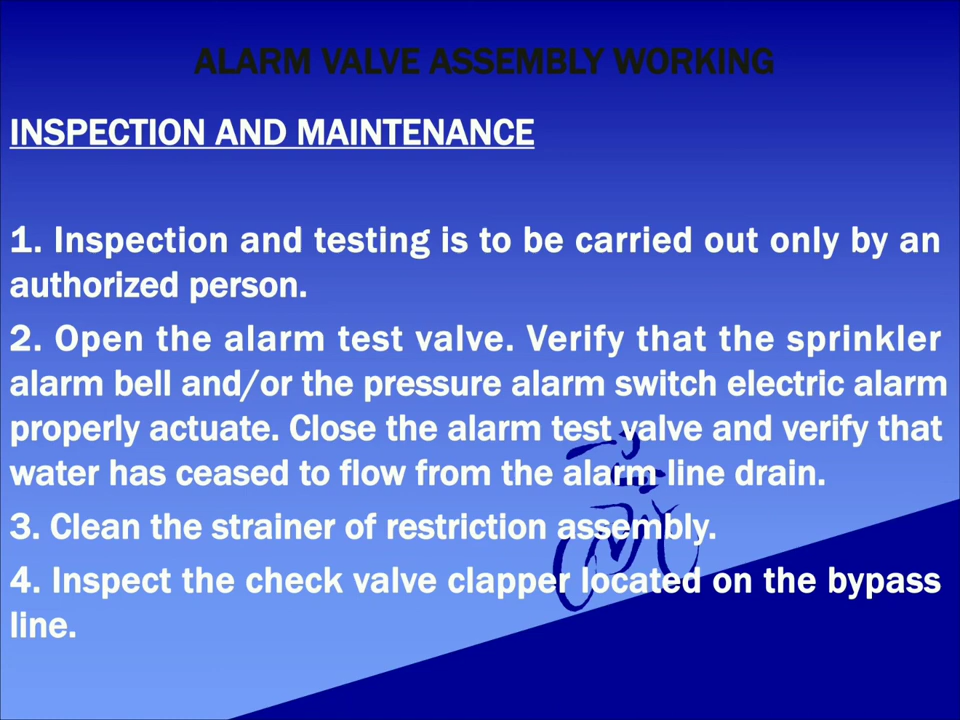 ALARM VALVE ASSEMBLY WORKING
INSPECTION AND MAINTENANCE
1. Inspection and testing is to be carried out only by an
authorized person.
2. Open the alarm test valve. Verify that the sprinkler
alarm bell and/or the pressure alarm switch electric alarm
properly actuate. Close the alarm test valve and verify that
water has ceased to flow from the alarm line drain.
3. Clean the strainer of restriction assembly.
4. Inspect the check valve clapper located on the bypass
line.